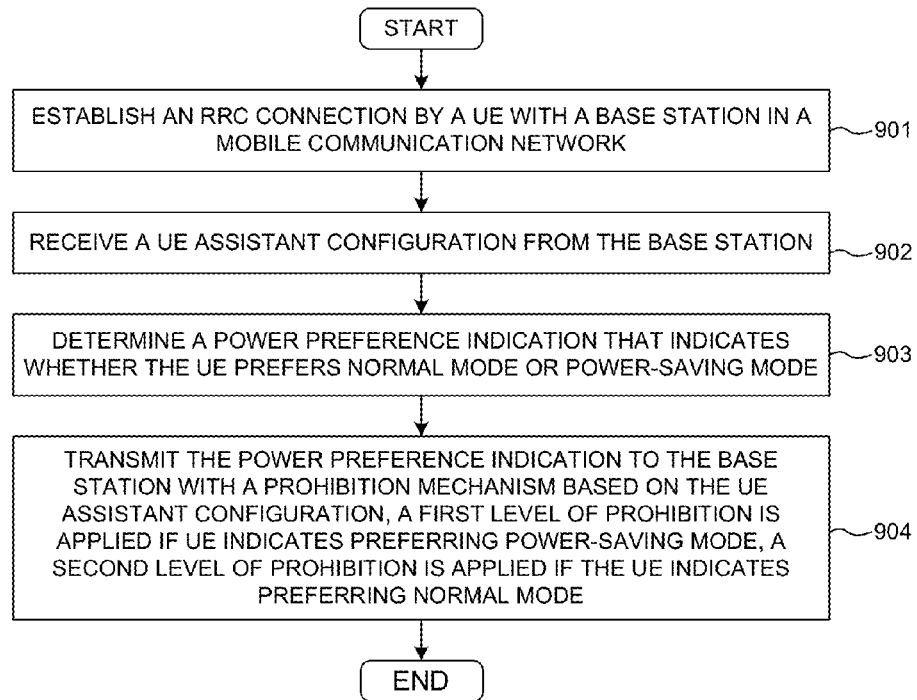 START
ESTABLISH AN RRC CONNECTION BY A UE WITH A BASE STATION IN A
MOBILE COMMUNICATION NETWORK
901
RECEIVE A UE ASSISTANT CONFIGURATION FROM THE BASE STATION
902
DETERMINE A POWER PREFERENCE INDICATION THAT INDICATES
WHETHER THE UE PREFERS NORMAL MODE OR POWER-SAVING MODE
903
TRANSMIT THE POWER PREFERENCE INDICATION TO THE BASE
STATION WITH A PROHIBITION MECHANISM BASED ON THE UE
ASSISTANT CONFIGURATION, A FIRST LEVEL OF PROHIBITION IS
APPLIED IF UE INDICATES PREFERRING POWER-SAVING MODE, A
SECOND LEVEL OF PROHIBITION IS APPLIED IF THE UE INDICATES
PREFERRING NORMAL MODE
904
END